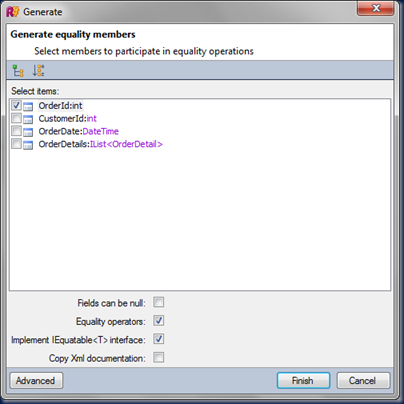 Generate
Generate equality members
Select members to participate in equality operations
Select items:
OrderId:int
CustomerId:int
OrderDate:DateTime
OrderDetails:IList<OrderDetail>
Fields can be null:
Equality operators:
Implement IEquatable<T> interface:
Copy Xml documentation:
Advanced Finish Cancel